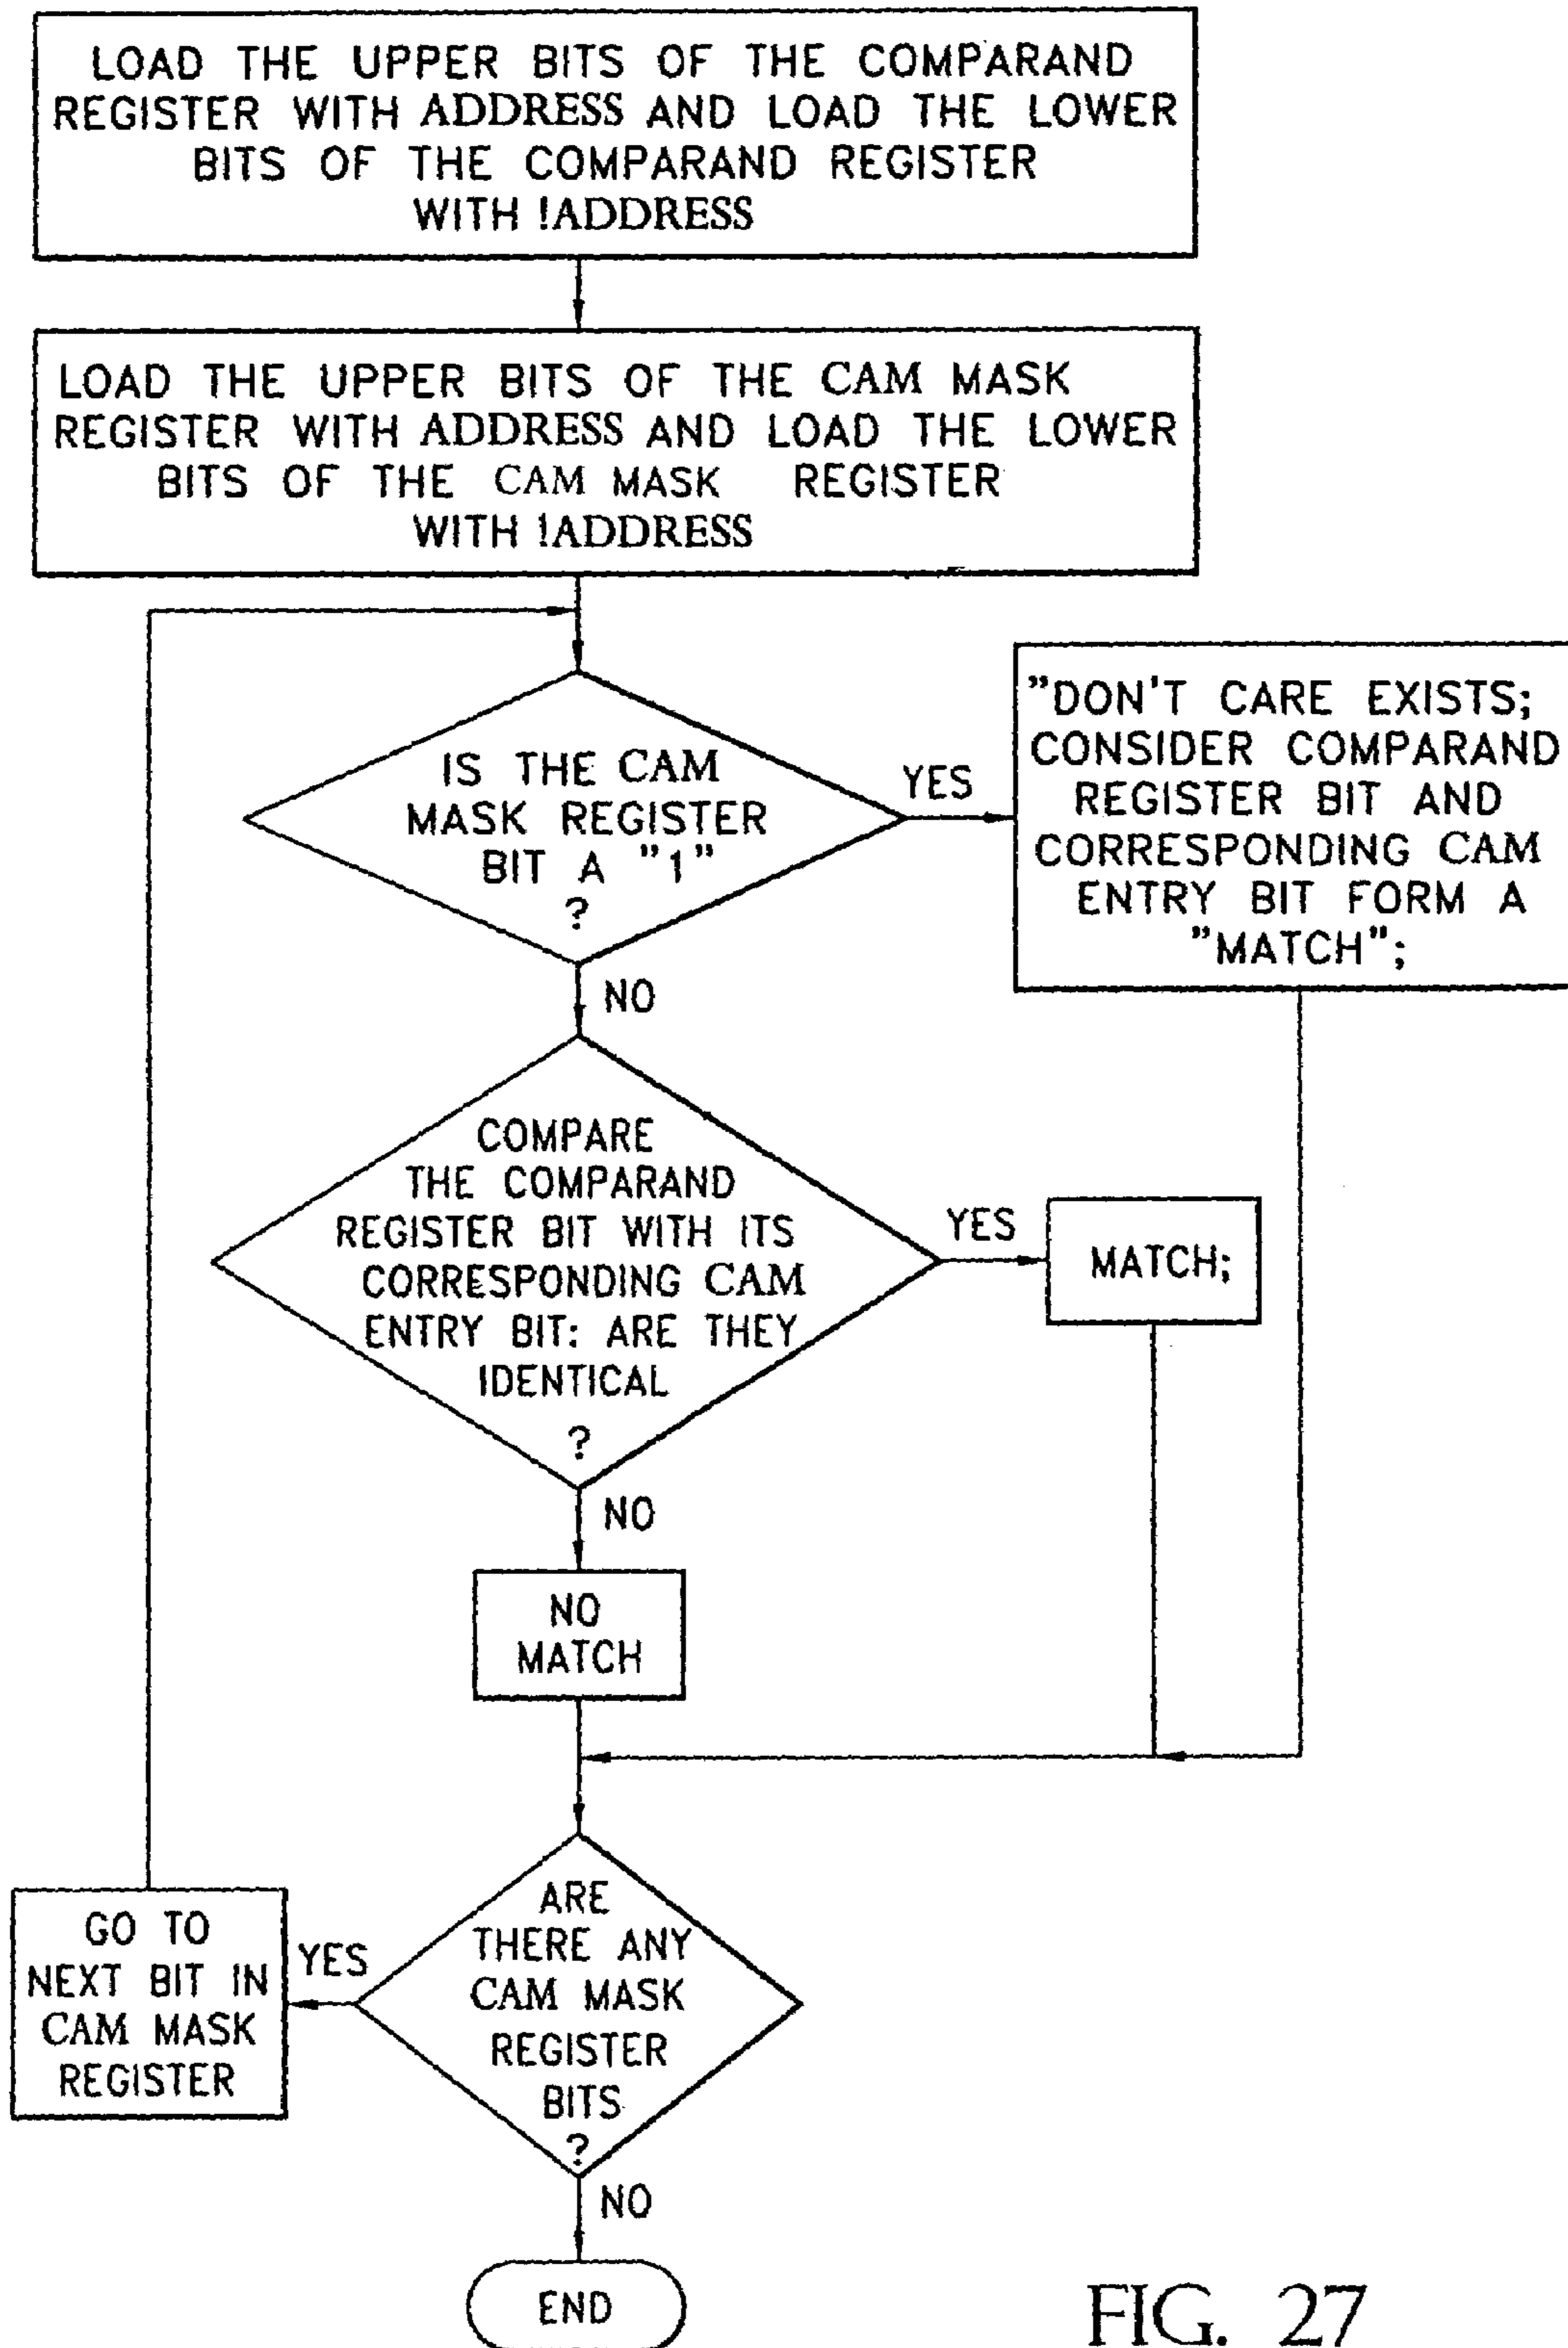 LOAD THE UPPER BITS OF THE COMPARAND
REGISTER WITH ADDRESS AND LOAD THE LOWER
BITS OF THE COMPARAND REGISTER
WITH !ADDRESS
LOAD THE UPPER BITS OF THE CAM MASK
REGISTER WITH ADDRESS AND LOAD THE LOWER
BITS OF THE CAM MASK REGISTER
WITH !ADDRESS
IS THE CAM
MASK REGISTER
BIT A "1"
?
YES
"DON'T CARE EXISTS;
CONSIDER COMPARAND
REGISTER BIT AND
CORRESPONDING CAM
ENTRY BIT FORM A
"MATCH";
NO
COMPARE
THE COMPARAND
REGISTER BIT WITH ITS
CORRESPONDING CAM
ENTRY BIT: ARE THEY
IDENTICAL
?
YES
MATCH;
NO
NO
MATCH
ARE
THERE ANY
CAM MASK
REGISTER
BITS
?
YES
GO TO
NEXT BIT IN
CAM MASK
REGISTER
NO
END
FIG. 27